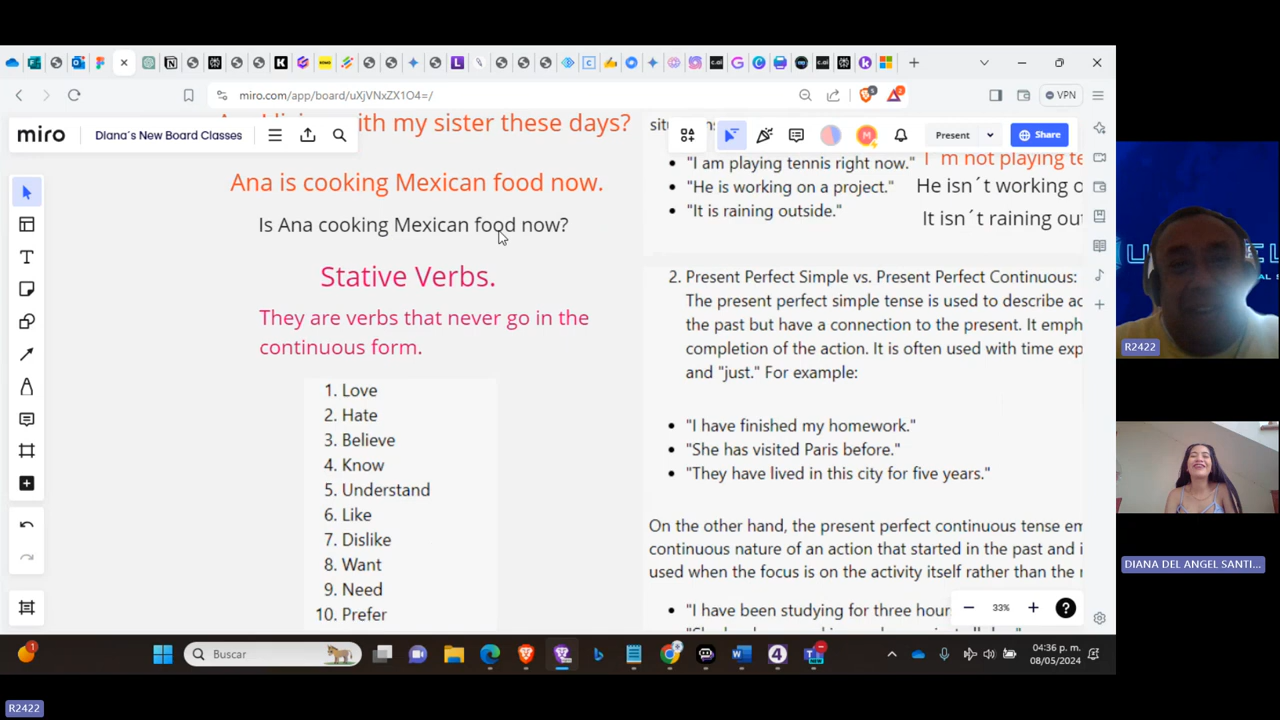 miro.com/app/board/uXjVNxZX1O4=/
VPN
with my sister these days?
miro
DIana´s New Board Classes
Present
Share
Ana is cooking Mexican food now.
Is Ana cooking Mexican food now?
Stative Verbs.
They are verbs that never go in the
continuous form.
1. Love
2. Hate
3. Believe
4. Know
5. Understand
6. Like
7. Dislike
8. Want
9. Need
10. Prefer
"I am playing tennis right now."
I ´m not playing te
"He is working on a project."
He isn´t working o
"It is raining outside."
It isn´t raining ou
2. Present Perfect Simple vs. Present Perfect Continuous:
The present perfect simple tense is used to describe ac
the past but have a connection to the present. It emph
completion of the action. It is often used with time exp
and "just." For example:
"I have finished my homework."
"She has visited Paris before."
"They have lived in this city for five years."
On the other hand, the present perfect continuous tense em
continuous nature of an action that started in the past and i
used when the focus is on the activity itself rather than the
"I have been studying for three hour
33%
R2422
DIANA DEL ANGEL SANTI...
Buscar
04:36 p. m.
08/05/2024
R2422